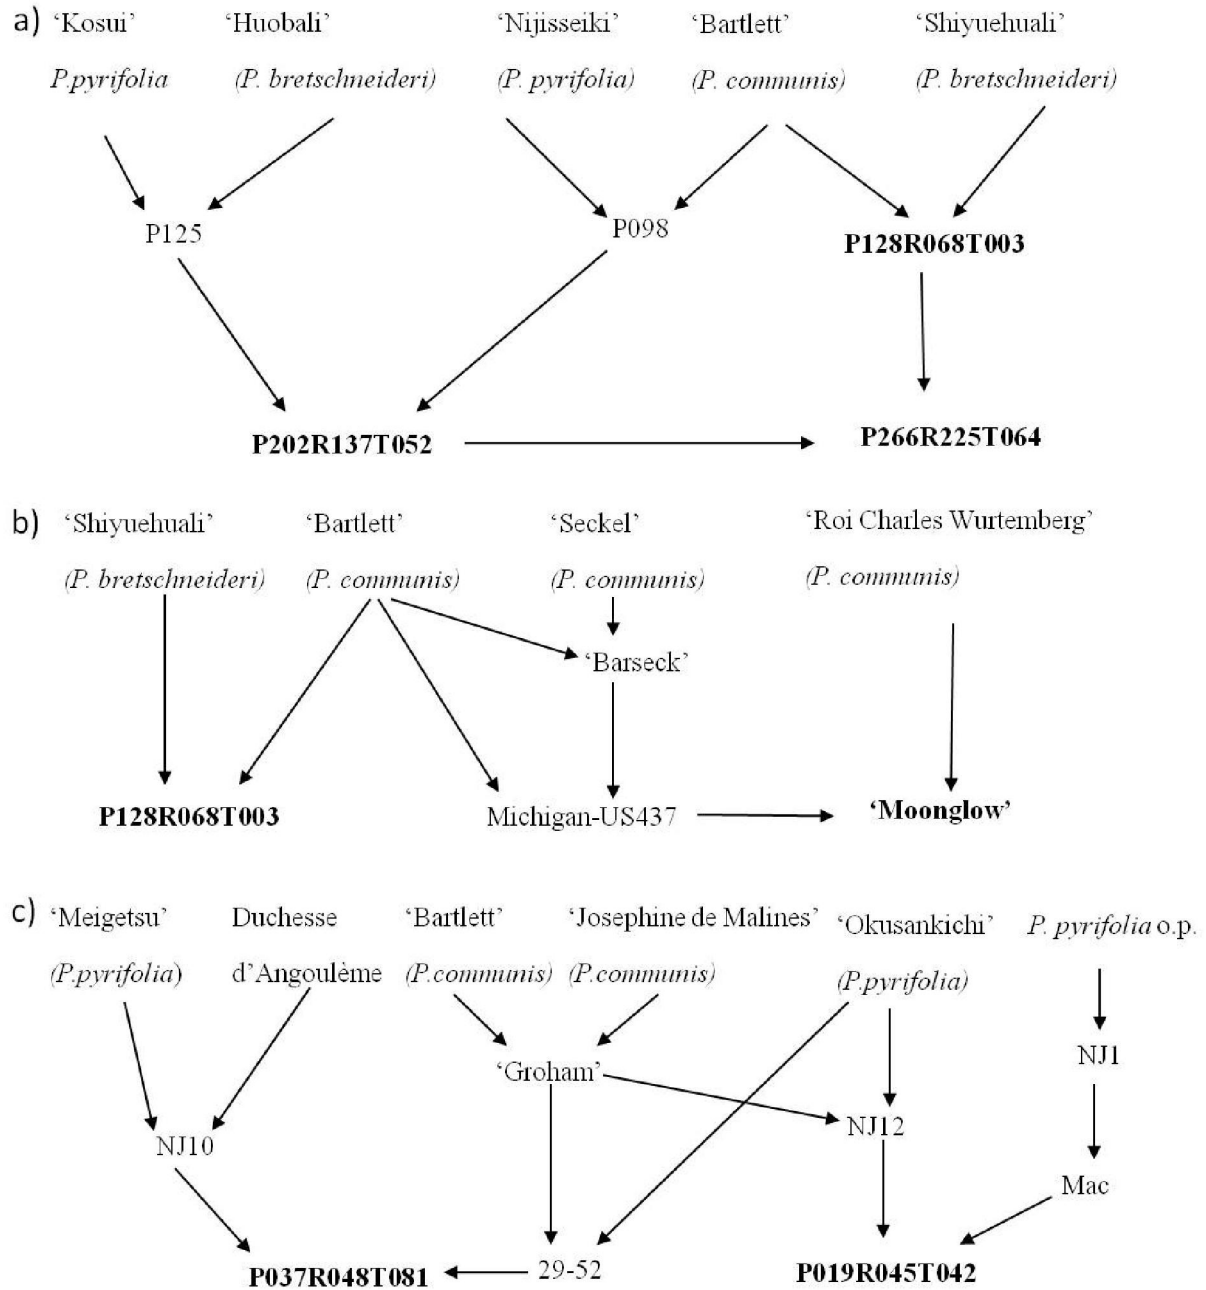 a) ‘Kosui’ ‘Huobali’ ‘Nijisseiki’ ‘Bartlett’ ‘Shiyuehuali’
P.pyrifolia (P. bretschneideri) (P. pyrifolia) (P. communis) (P. bretschneideri)
P125 P098 P128R068T003
P202R137T052 P266R225T064
b) ‘Shiyuehuali’ ‘Bartlett’ ‘Seckel’ ‘Roi Charles Wurtemberg’
(P. bretschneideri) (P. communis) (P. communis) (P. communis)
‘Barseck’
P128R068T003 Michigan-US437 ‘Moonglow’
c) ‘Meigetsu’ Duchesse ‘Bartlett’ ‘Josephine de Malines’ ‘Okusankichi’ P. pyrifolia o.p.
(P.pyrifolia) d’Angoulème (P.communis) (P.communis) (P.pyrifolia)
NJ1
‘Groham’
NJ12
NJ10
Mac
P037R048T081 29-52 P019R045T042